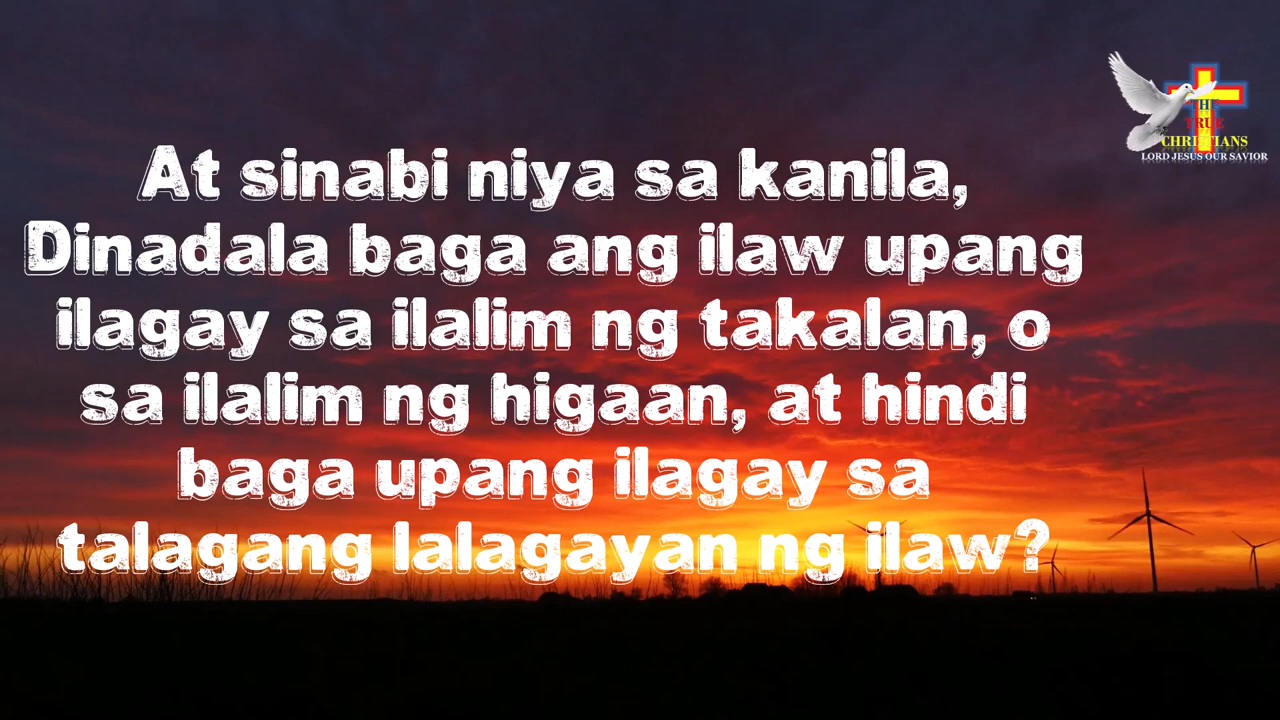 At sinabi niya sa kanila,
Dinadala baga ang ilaw upang
ilagay sa ilalim ng takalan, o
sa ilalim ng higaan, at hindi
baga upang ilagay sa
talagang lalagayan ng ilaw?
THE
TRUE
CHRISTIANS
LORD JESUS OUR SAVIOR